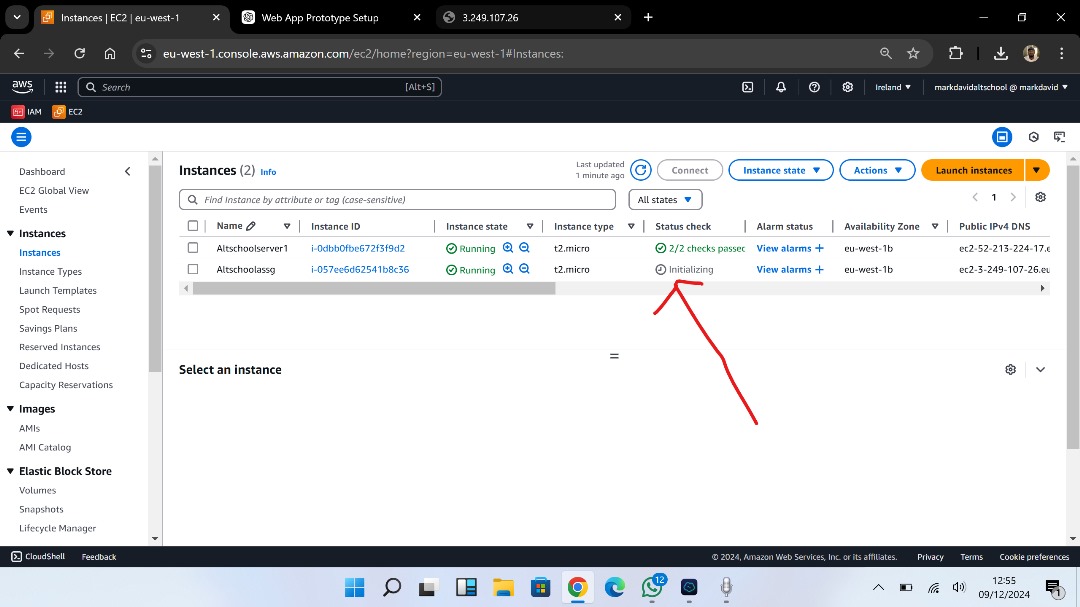 Instances | EC2 | eu-west-1
Web App Prototype Setup
3.249.107.26
eu-west-1.console.aws.amazon.com/ec2/home?region=eu-west-1#Instances:
aws
Search
[Alt+S]
Ireland
markdavidaltschool @ markdavid
IAM
EC2
Dashboard
EC2 Global View
Events
Instances
Instances
Instance Types
Launch Templates
Spot Requests
Savings Plans
Reserved Instances
Dedicated Hosts
Capacity Reservations
Images
AMIs
AMI Catalog
Elastic Block Store
Volumes
Snapshots
Lifecycle Manager
Instances (2) Info
Last updated
1 minute ago
Connect
Instance state
Actions
Launch instances
Find Instance by attribute or tag (case-sensitive)
All states
1
Name Instance ID Instance state Instance type Status check Alarm status Availability Zone Public IPv4 DNS
Altschoolserver1 i-0dbb0fbe672f3f9d2 Running t2.micro 2/2 checks passec View alarms + eu-west-1b ec2-52-213-224-17.e
Altschoolassg i-057ee6d62541b8c36 Running t2.micro Initializing View alarms + eu-west-1b ec2-3-249-107-26.eu
Select an instance
CloudShell Feedback © 2024, Amazon Web Services, Inc. or its affiliates. Privacy Terms Cookie preferences
12
12:55
09/12/2024
1